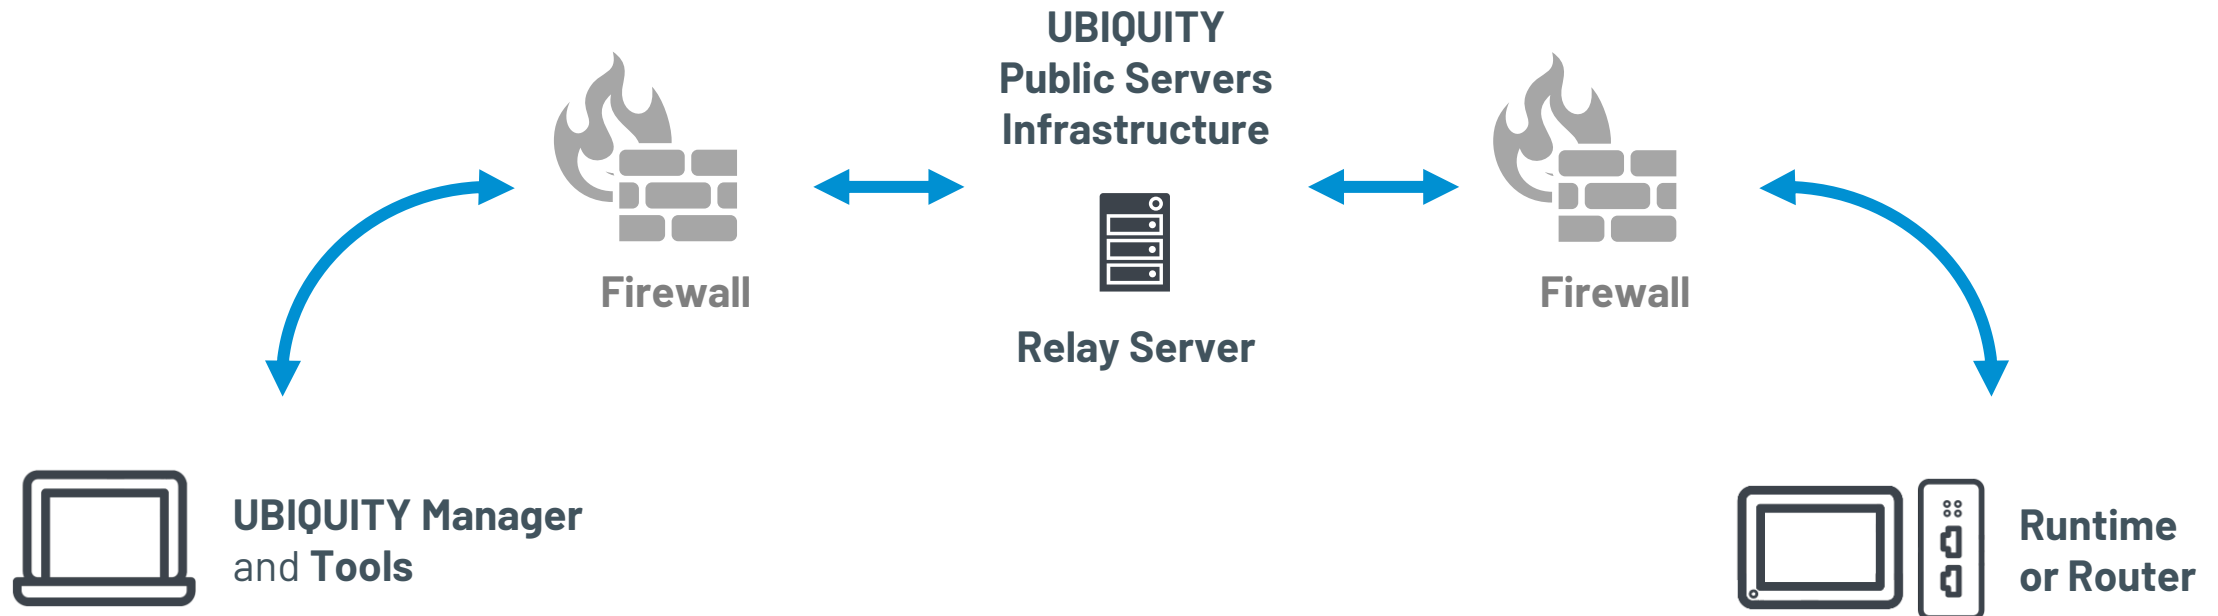 UBIQUITY
Public Servers
Infrastructure
Firewall
Firewall
Relay Server
UBIQUITY Manager
and Tools
Runtime
or Router